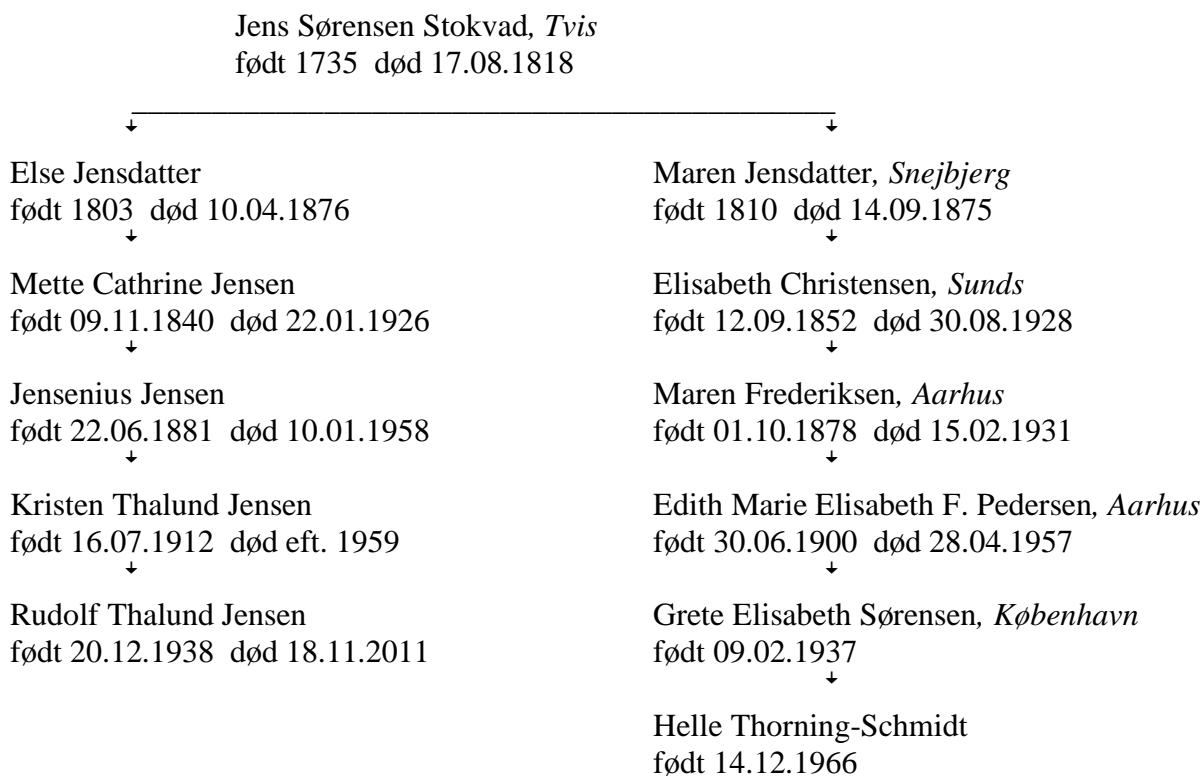 Jens Sørensen Stokvad, Tvis
født 1735 død 17.08.1818
Else Jensdatter
født 1803 død 10.04.1876
Mette Cathrine Jensen
født 09.11.1840 død 22.01.1926
Jensenius Jensen
født 22.06.1881 død 10.01.1958
Kristen Thalund Jensen
født 16.07.1912 død eft. 1959
Rudolf Thalund Jensen
født 20.12.1938 død 18.11.2011
Maren Jensdatter, Snejbjerg
født 1810 død 14.09.1875
Elisabeth Christensen, Sunds
født 12.09.1852 død 30.08.1928
Maren Frederiksen, Aarhus
født 01.10.1878 død 15.02.1931
Edith Marie Elisabeth F. Pedersen, Aarhus
født 30.06.1900 død 28.04.1957
Grete Elisabeth Sørensen, København
født 09.02.1937
Helle Thorning-Schmidt
født 14.12.1966